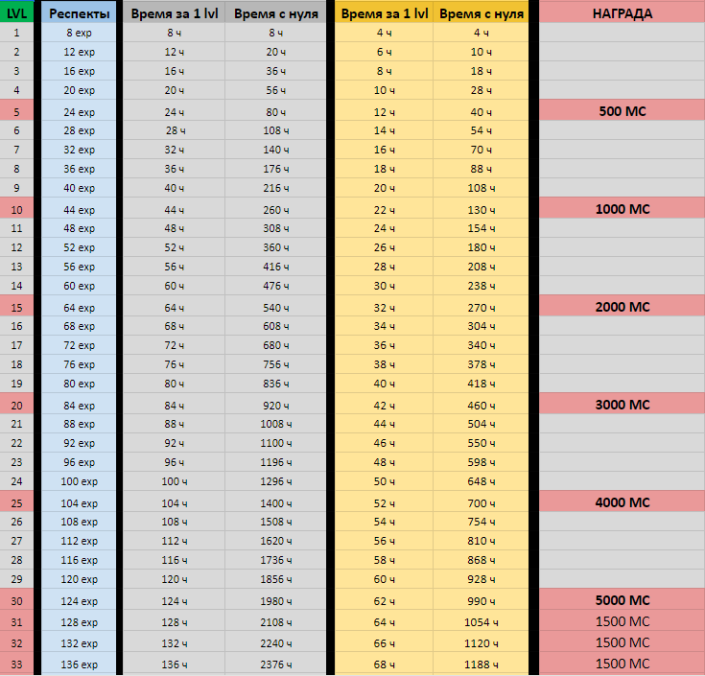 LVL Респекты Время за 1 lvl Время с нуля Время за 1 lvl Время с нуля НАГРАДА
1 8 exp 8 ч 8 ч 4 ч 4 ч
2 12 exp 12 ч 20 ч 6 ч 10 ч
3 16 exp 16 ч 36 ч 8 ч 18 ч
4 20 exp 20 ч 56 ч 10 ч 28 ч
5 24 exp 24 ч 80 ч 12 ч 40 ч 500 МС
6 28 exp 28 ч 108 ч 14 ч 54 ч
7 32 exp 32 ч 140 ч 16 ч 70 ч
8 36 exp 36 ч 176 ч 18 ч 88 ч
9 40 exp 40 ч 216 ч 20 ч 108 ч
10 44 exp 44 ч 260 ч 22 ч 130 ч 1000 МС
11 48 exp 48 ч 308 ч 24 ч 154 ч
12 52 exp 52 ч 360 ч 26 ч 180 ч
13 56 exp 56 ч 416 ч 28 ч 208 ч
14 60 exp 60 ч 476 ч 30 ч 238 ч
15 64 exp 64 ч 540 ч 32 ч 270 ч 2000 МС
16 68 exp 68 ч 608 ч 34 ч 304 ч
17 72 exp 72 ч 680 ч 36 ч 340 ч
18 76 exp 76 ч 756 ч 38 ч 378 ч
19 80 exp 80 ч 836 ч 40 ч 418 ч
20 84 exp 84 ч 920 ч 42 ч 460 ч 3000 МС
21 88 exp 88 ч 1008 ч 44 ч 504 ч
22 92 exp 92 ч 1100 ч 46 ч 550 ч
23 96 exp 96 ч 1196 ч 48 ч 598 ч
24 100 exp 100 ч 1296 ч 50 ч 648 ч
25 104 exp 104 ч 1400 ч 52 ч 700 ч 4000 МС
26 108 exp 108 ч 1508 ч 54 ч 754 ч
27 112 exp 112 ч 1620 ч 56 ч 810 ч
28 116 exp 116 ч 1736 ч 58 ч 868 ч
29 120 exp 120 ч 1856 ч 60 ч 928 ч
30 124 exp 124 ч 1980 ч 62 ч 990 ч 5000 МС
31 128 exp 128 ч 2108 ч 64 ч 1054 ч 1500 МС
32 132 exp 132 ч 2240 ч 66 ч 1120 ч 1500 МС
33 136 exp 136 ч 2376 ч 68 ч 1188 ч 1500 МС